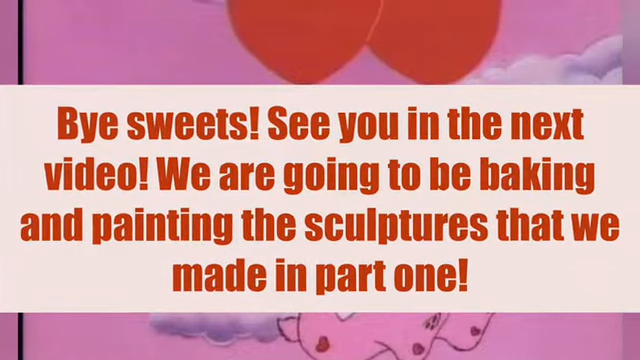 Bye sweets! See you in the next
video! We are going to be baking
and painting the sculptures that we
made in part one!